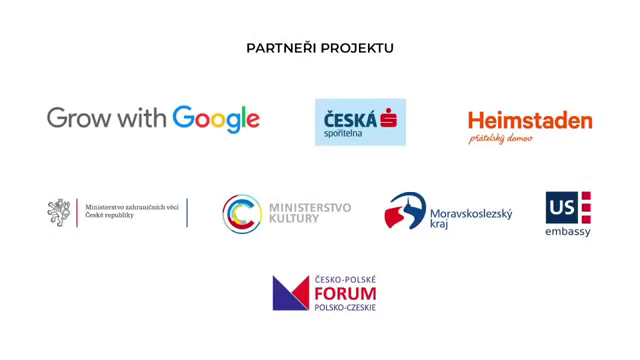 PARTNEŘI PROJEKTU
Grow with Google
ČESKÁ
spořitelna
Heimstaden
přátelský domov
Ministerstvo zahraničních věcí
České republiky
MINISTERSTVO
KULTURY
Moravskoslezský
kraj
US
embassy
ČESKO-POLSKÉ
FORUM
POLSKO-CZESKIE